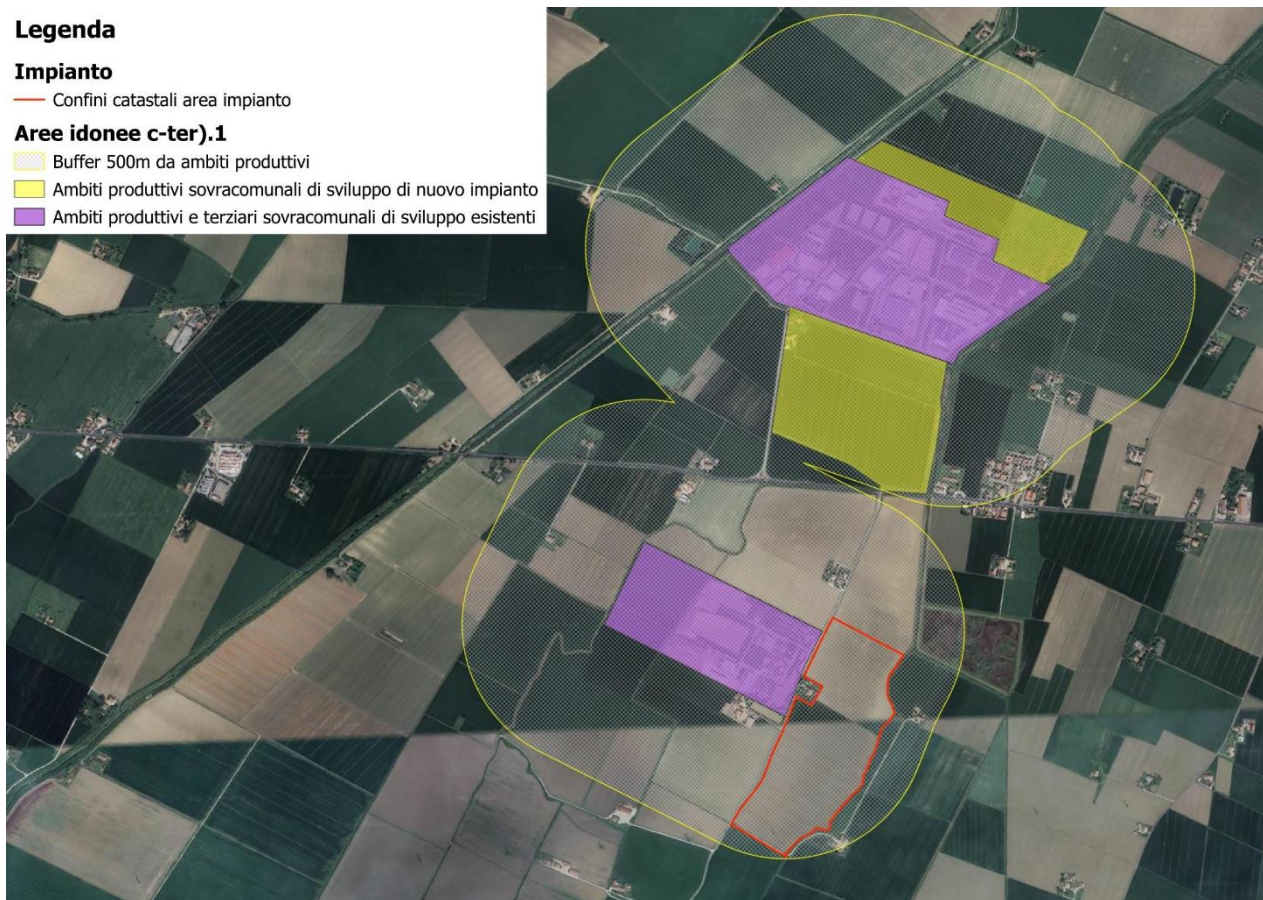 Legenda
Impianto
Confini catastali area impianto
Aree idonee c-ter).1
Buffer 500m da ambiti produttivi
Ambiti produttivi sovracomunali di sviluppo di nuovo impianto
Ambiti produttivi e terziari sovracomunali di sviluppo esistenti